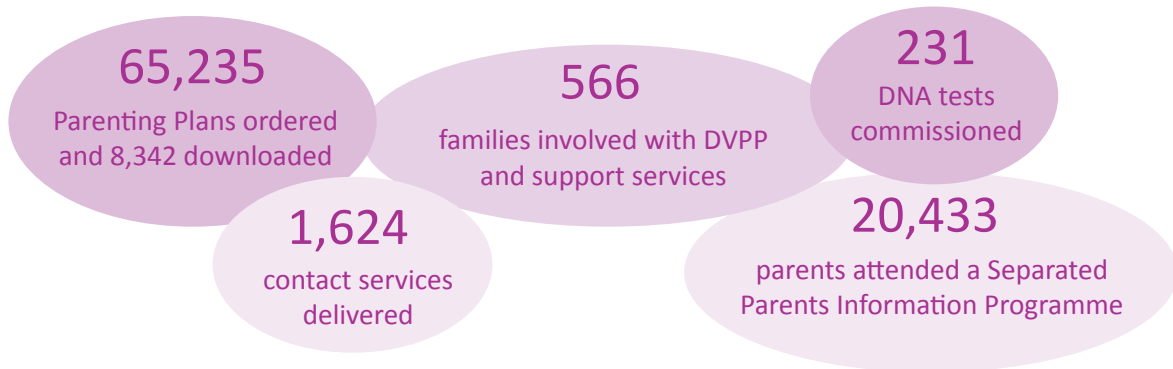 65,235
Parenting Plans ordered
and 8,342 downloaded
566
families involved with DVPP
and support services
231
DNA tests
commissioned
1,624
contact services
delivered
20,433
parents attended a Separated
Parents Information Programme